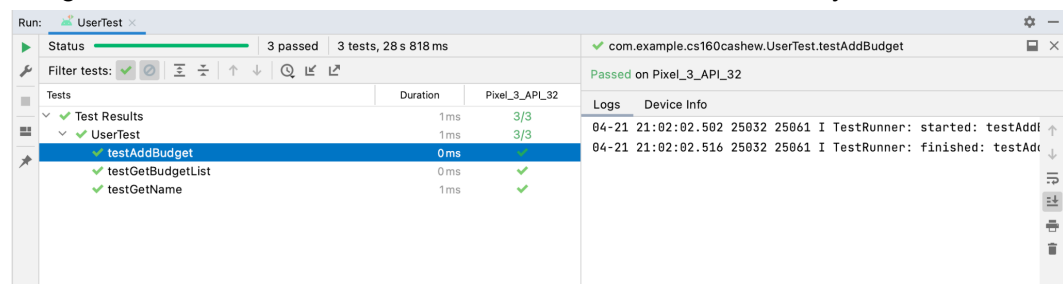 Run: UserTest
Status 3 passed 3 tests, 28 s 818 ms
Filter tests:
Tests Duration Pixel_3_API_32
Test Results 1 ms 3/3
UserTest 1 ms 3/3
testAddBudget 0 ms
testGetBudgetList 0 ms
testGetName 1 ms
com.example.cs160cashew.UserTest.testAddBudget
Passed on Pixel_3_API_32
Logs Device Info
04-21 21:02:02.502 25032 25061 I TestRunner: started: testAdd
04-21 21:02:02.516 25032 25061 I TestRunner: finished: testAd